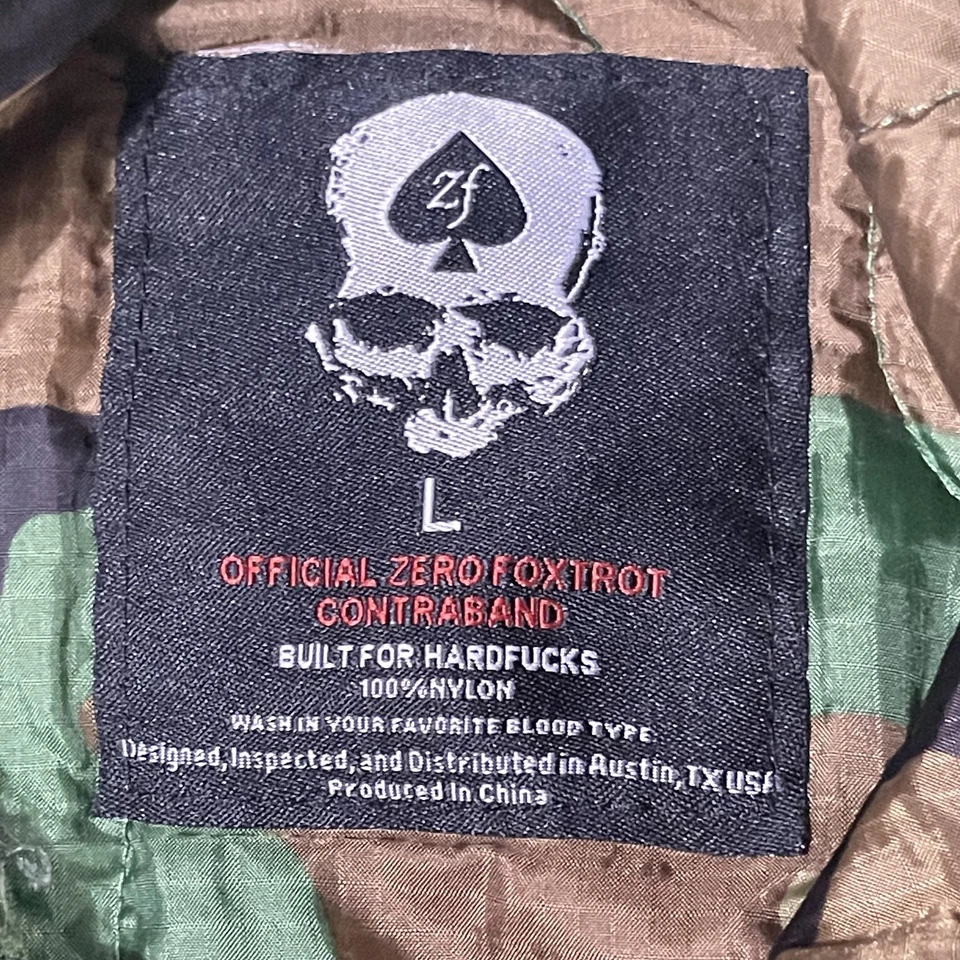 zf
L
OFFICIAL ZERO FOXTROT
CONTRABAND
BUILT FOR HARDFUCKS
100% NYLON
WASH IN YOUR FAVORITE BLOOD TYPE
Designed, Inspected, and Distributed in Austin, TX USA
Produced In China